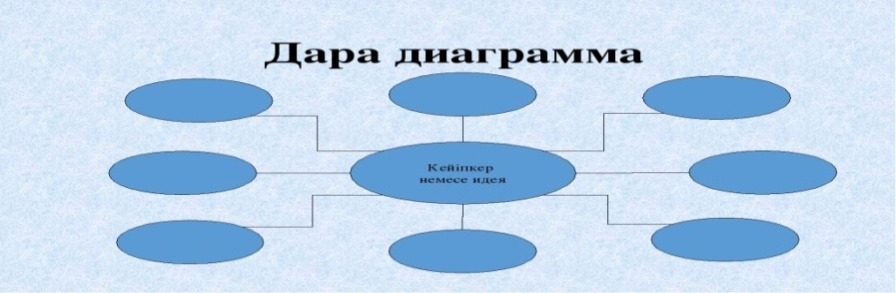 Дара диаграмма
Кейіпкер
немесе идея